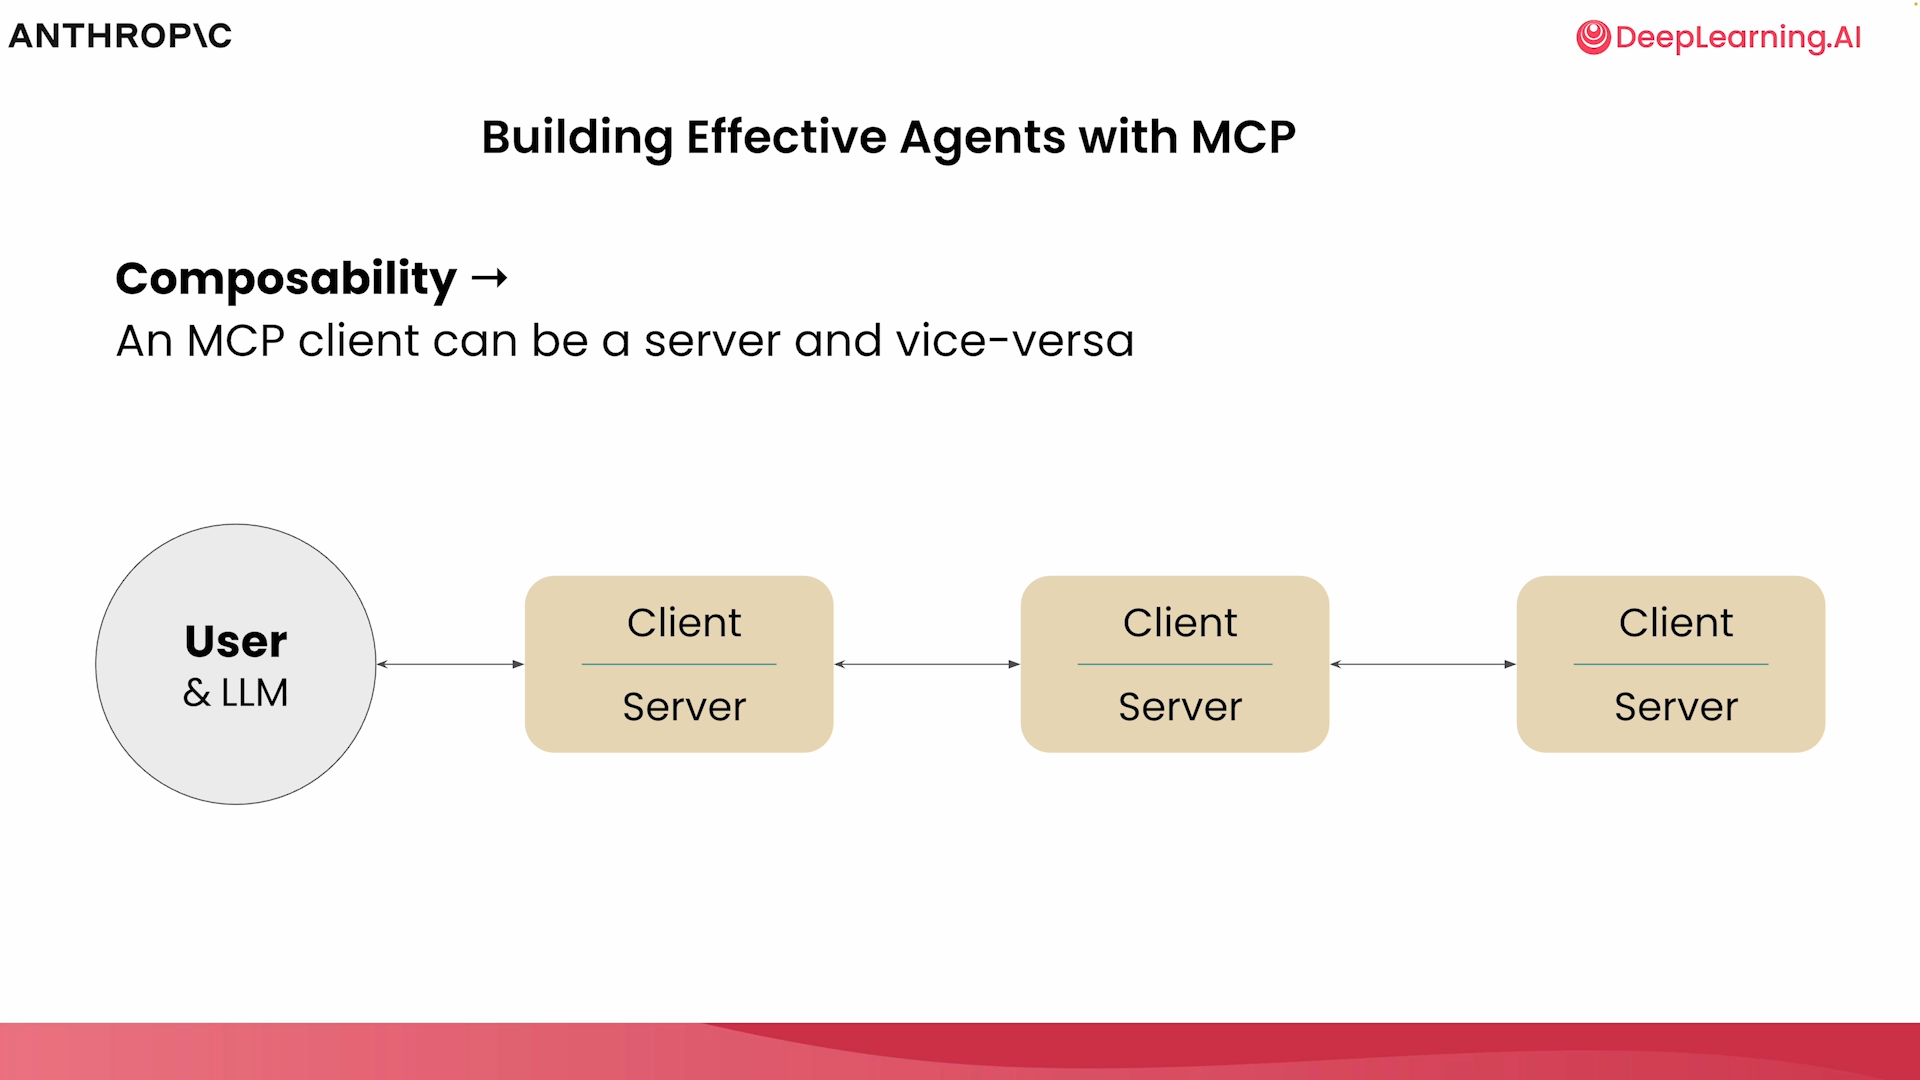 ANTHROP\C
DeepLearning.AI
Building Effective Agents with MCP
Composability →
An MCP client can be a server and vice-versa
User
& LLM
Client
Server
Client
Server
Client
Server